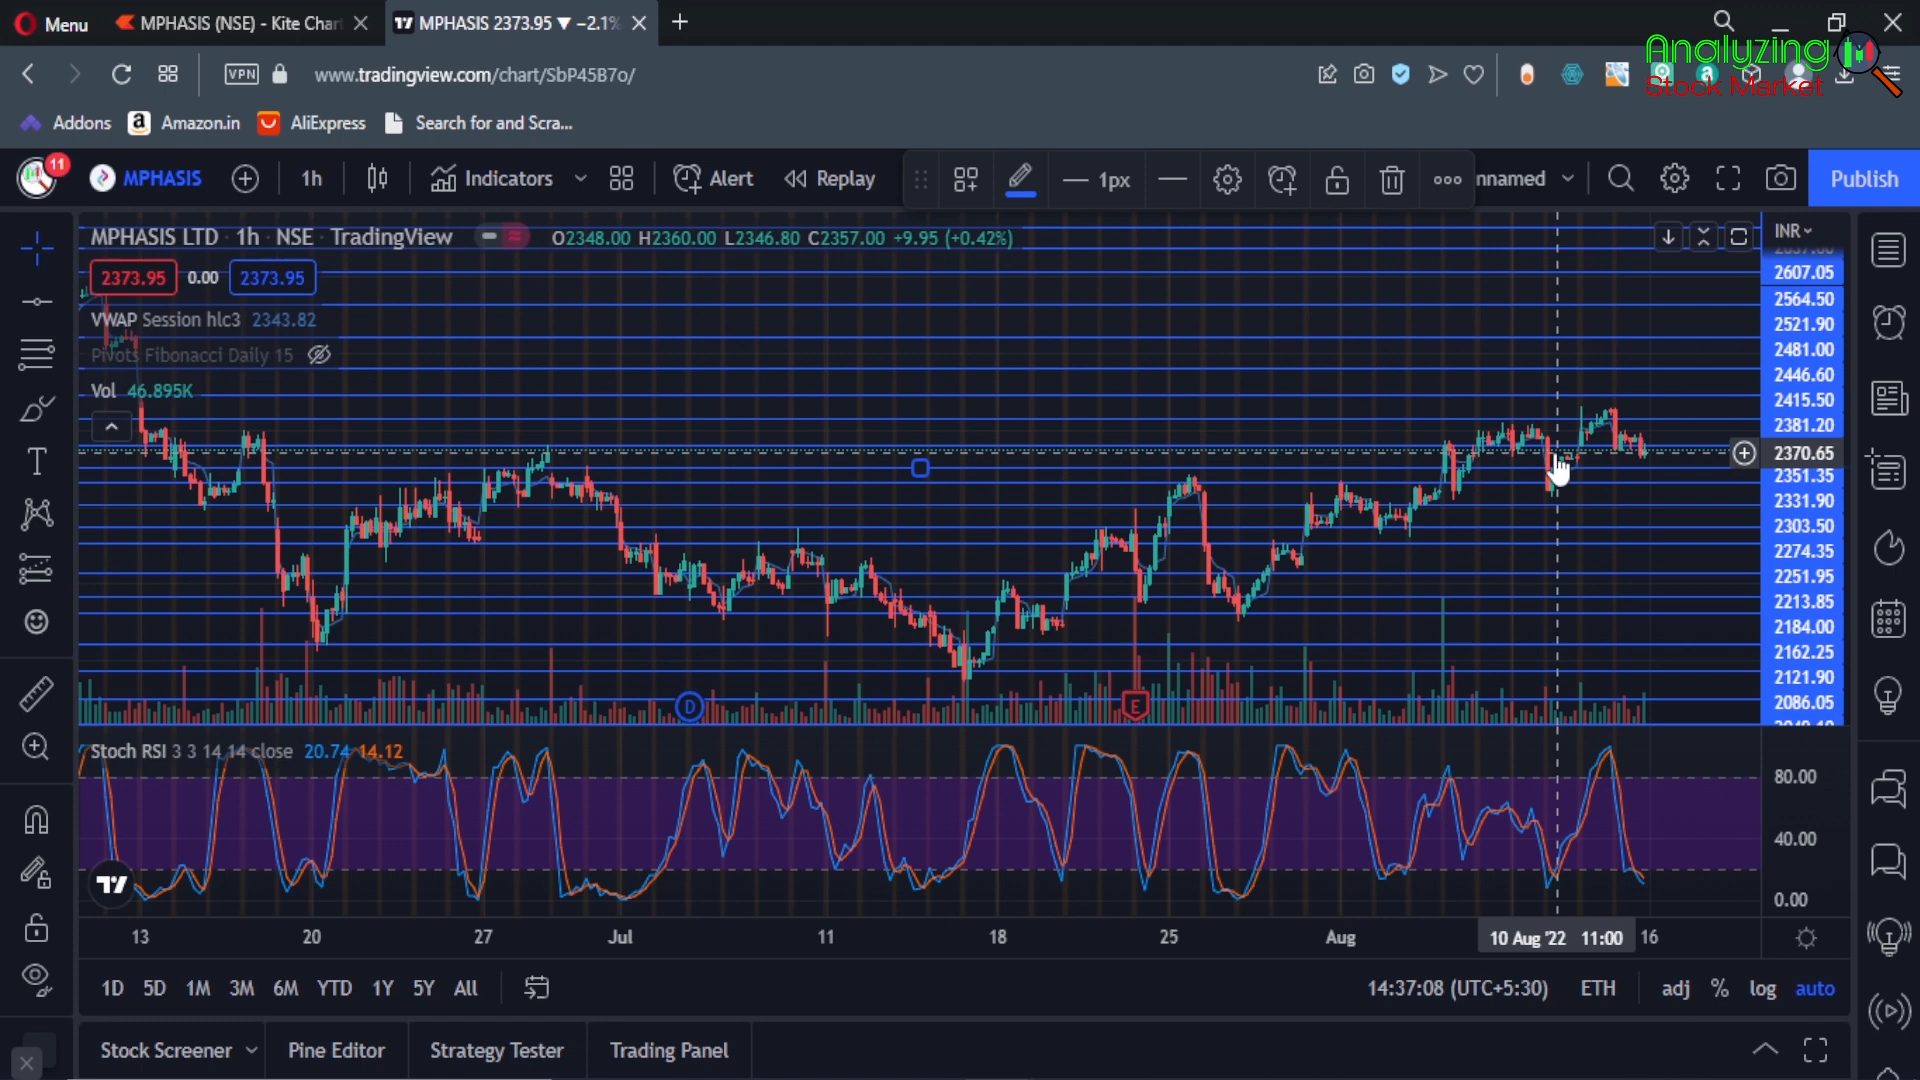 Menu
MPHASIS (NSE) - Kite Char
MPHASIS 2373.95 ▼ −2.1%
Analyzing
Stock Market
VPN
www.tradingview.com/chart/SbP45B7o/
Addons
Amazon.in
AliExpress
Search for and Scra...
11
MPHASIS
1h
Indicators
Alert
Replay
1px
nnamed
Publish
MPHASIS LTD · 1h · NSE · TradingView
O2348.00 H2360.00 L2346.80 C2357.00 +9.95 (+0.42%)
INR
2373.95
0.00
2373.95
VWAP Session hlc3 2343.82
Pivots Fibonacci Daily 15
Vol 46.895K
2607.05
2564.50
2521.90
2481.00
2446.60
2415.50
2381.20
2370.65
2351.35
2331.90
2303.50
2274.35
2251.95
2213.85
2184.00
2162.25
2121.90
2086.05
D
E
Stoch RSI 3 3 14 14 close 20.74 14.12
80.00
40.00
0.00
13
20
27
Jul
11
18
25
Aug
10 Aug '22 11:00
16
1D
5D
1M
3M
6M
YTD
1Y
5Y
All
14:37:08 (UTC+5:30)
ETH
adj
%
log
auto
Stock Screener
Pine Editor
Strategy Tester
Trading Panel